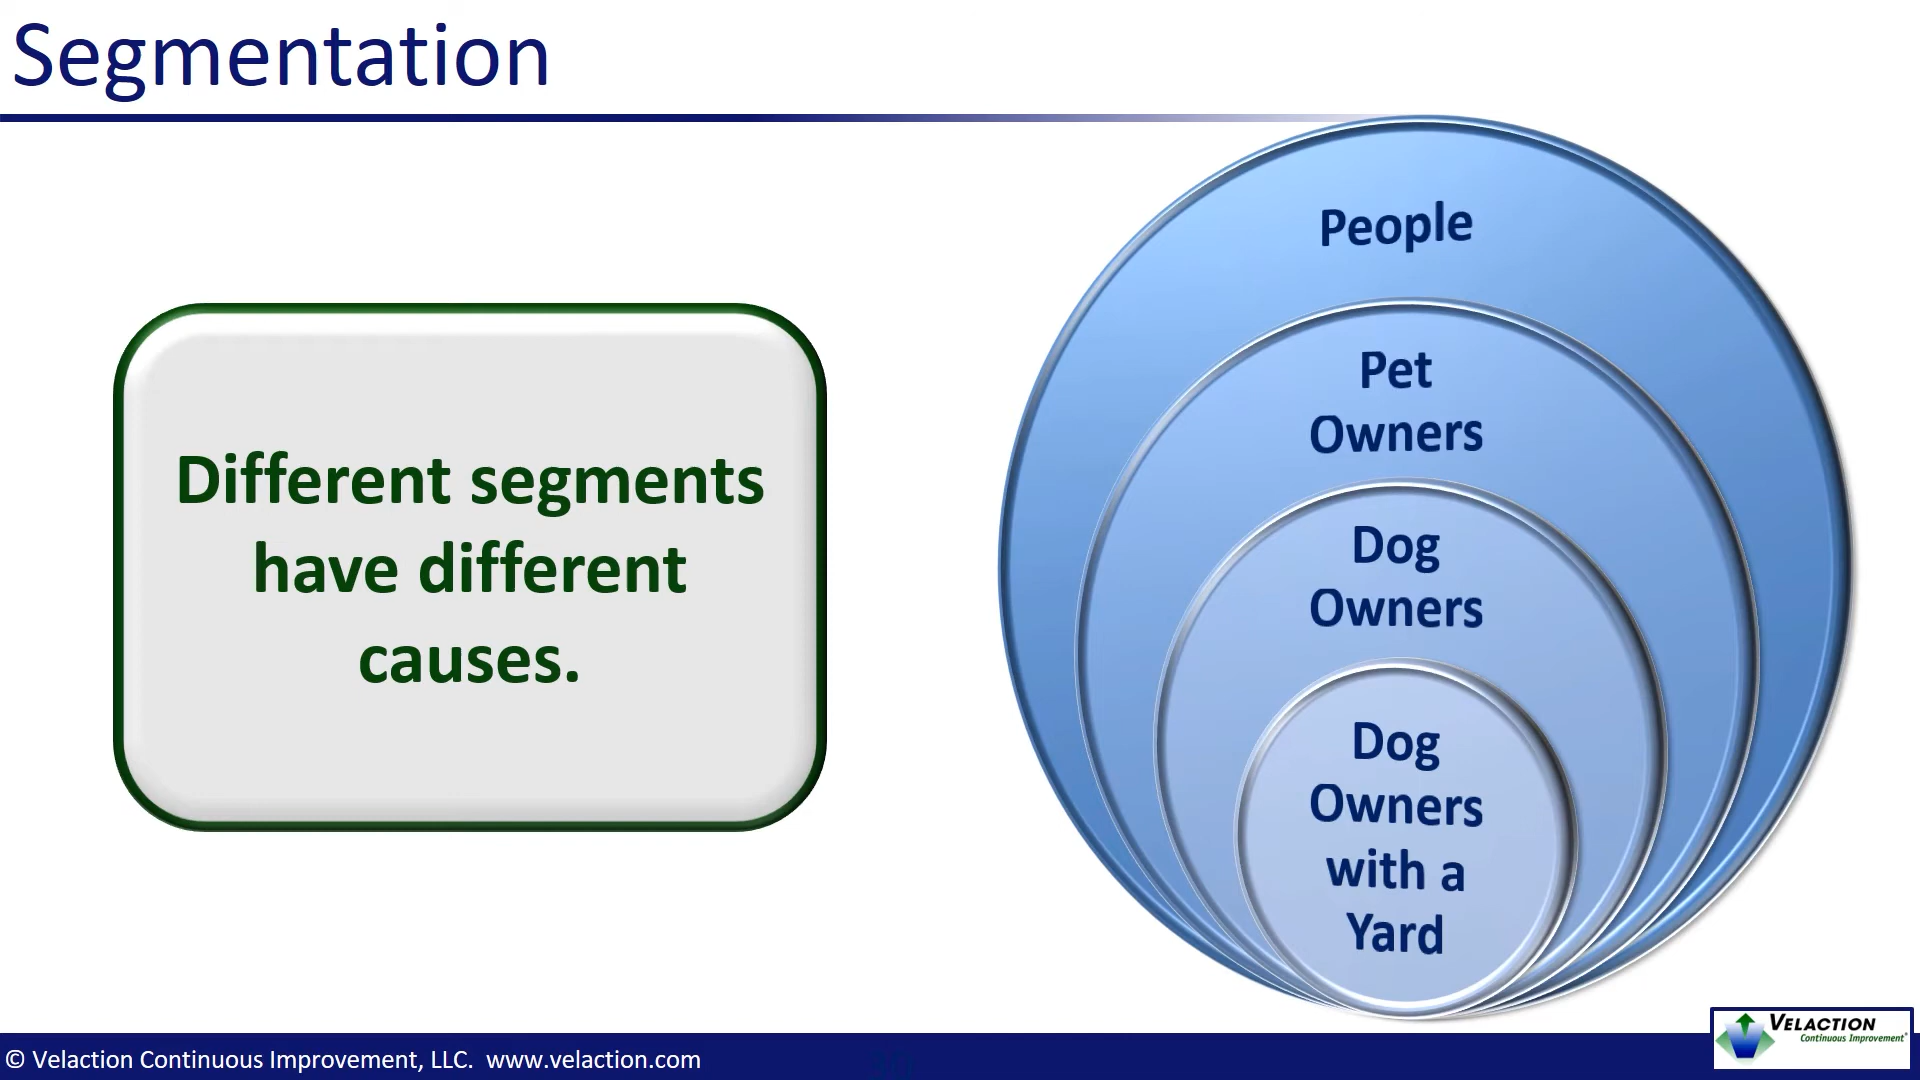 Segmentation
Different segments
have different
causes.
People
Pet
Owners
Dog
Owners
Dog
Owners
with a
Yard
© Velaction Continuous Improvement, LLC. www.velaction.com
VELACTION
Continuous Improvement